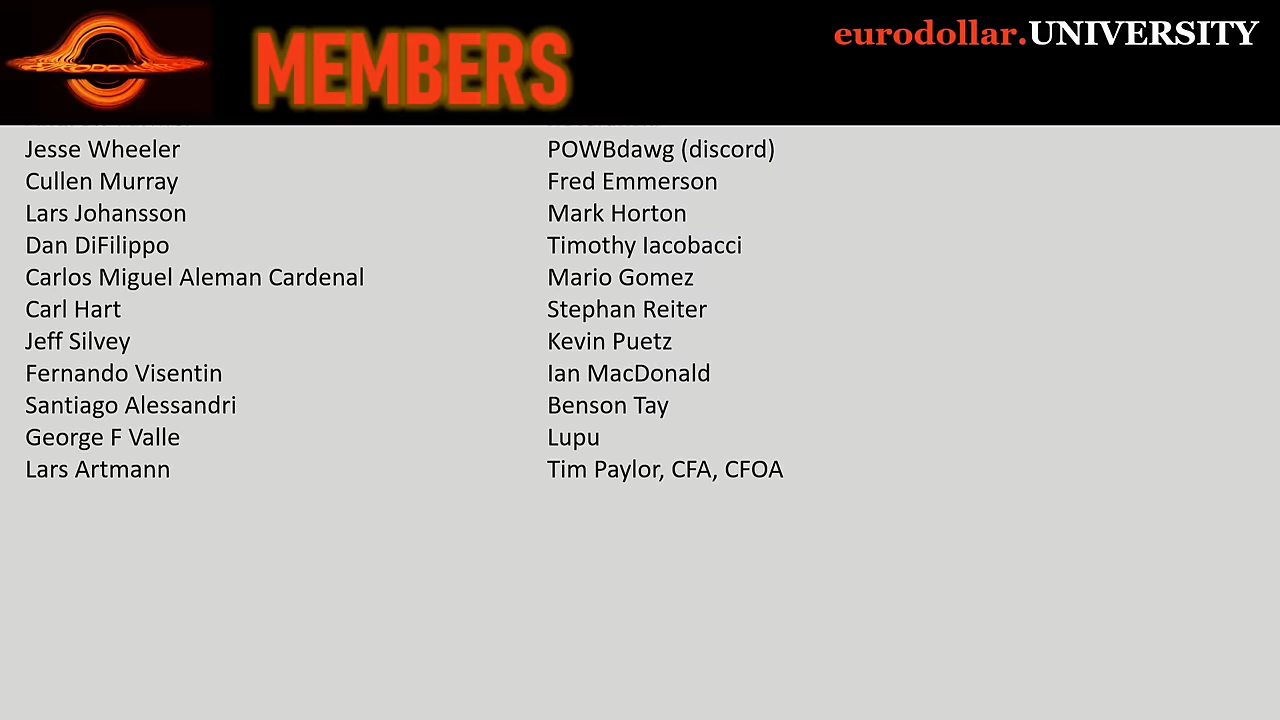 eurodollar.UNIVERSITY
MEMBERS
Jesse Wheeler
Cullen Murray
Lars Johansson
Dan DiFilippo
Carlos Miguel Aleman Cardenal
Carl Hart
Jeff Silvey
Fernando Visentin
Santiago Alessandri
George F Valle
Lars Artmann
POWBdawg (discord)
Fred Emmerson
Mark Horton
Timothy Iacobacci
Mario Gomez
Stephan Reiter
Kevin Puetz
Ian MacDonald
Benson Tay
Lupu
Tim Paylor, CFA, CFOA